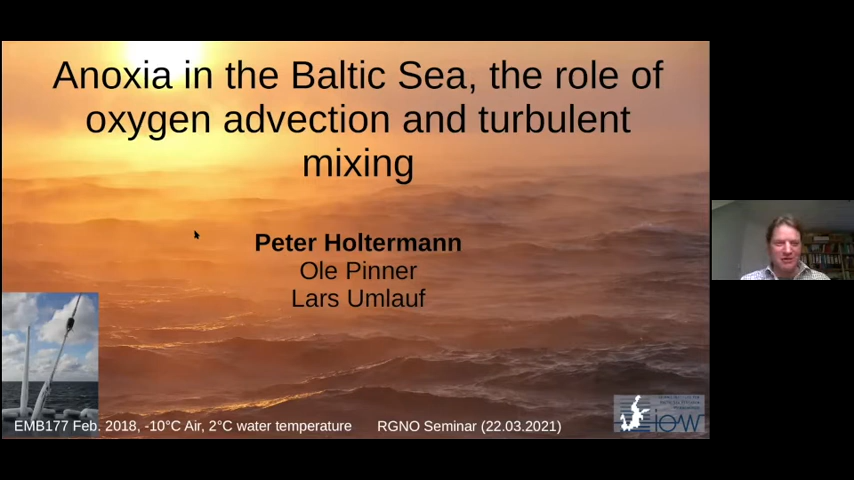 Anoxia in the Baltic Sea, the role of
oxygen advection and turbulent
mixing
Peter Holtermann
Ole Pinner
Lars Umlauf
EMB177 Feb. 2018, -10°C Air, 2°C water temperature
RGNO Seminar (22.03.2021)
iow